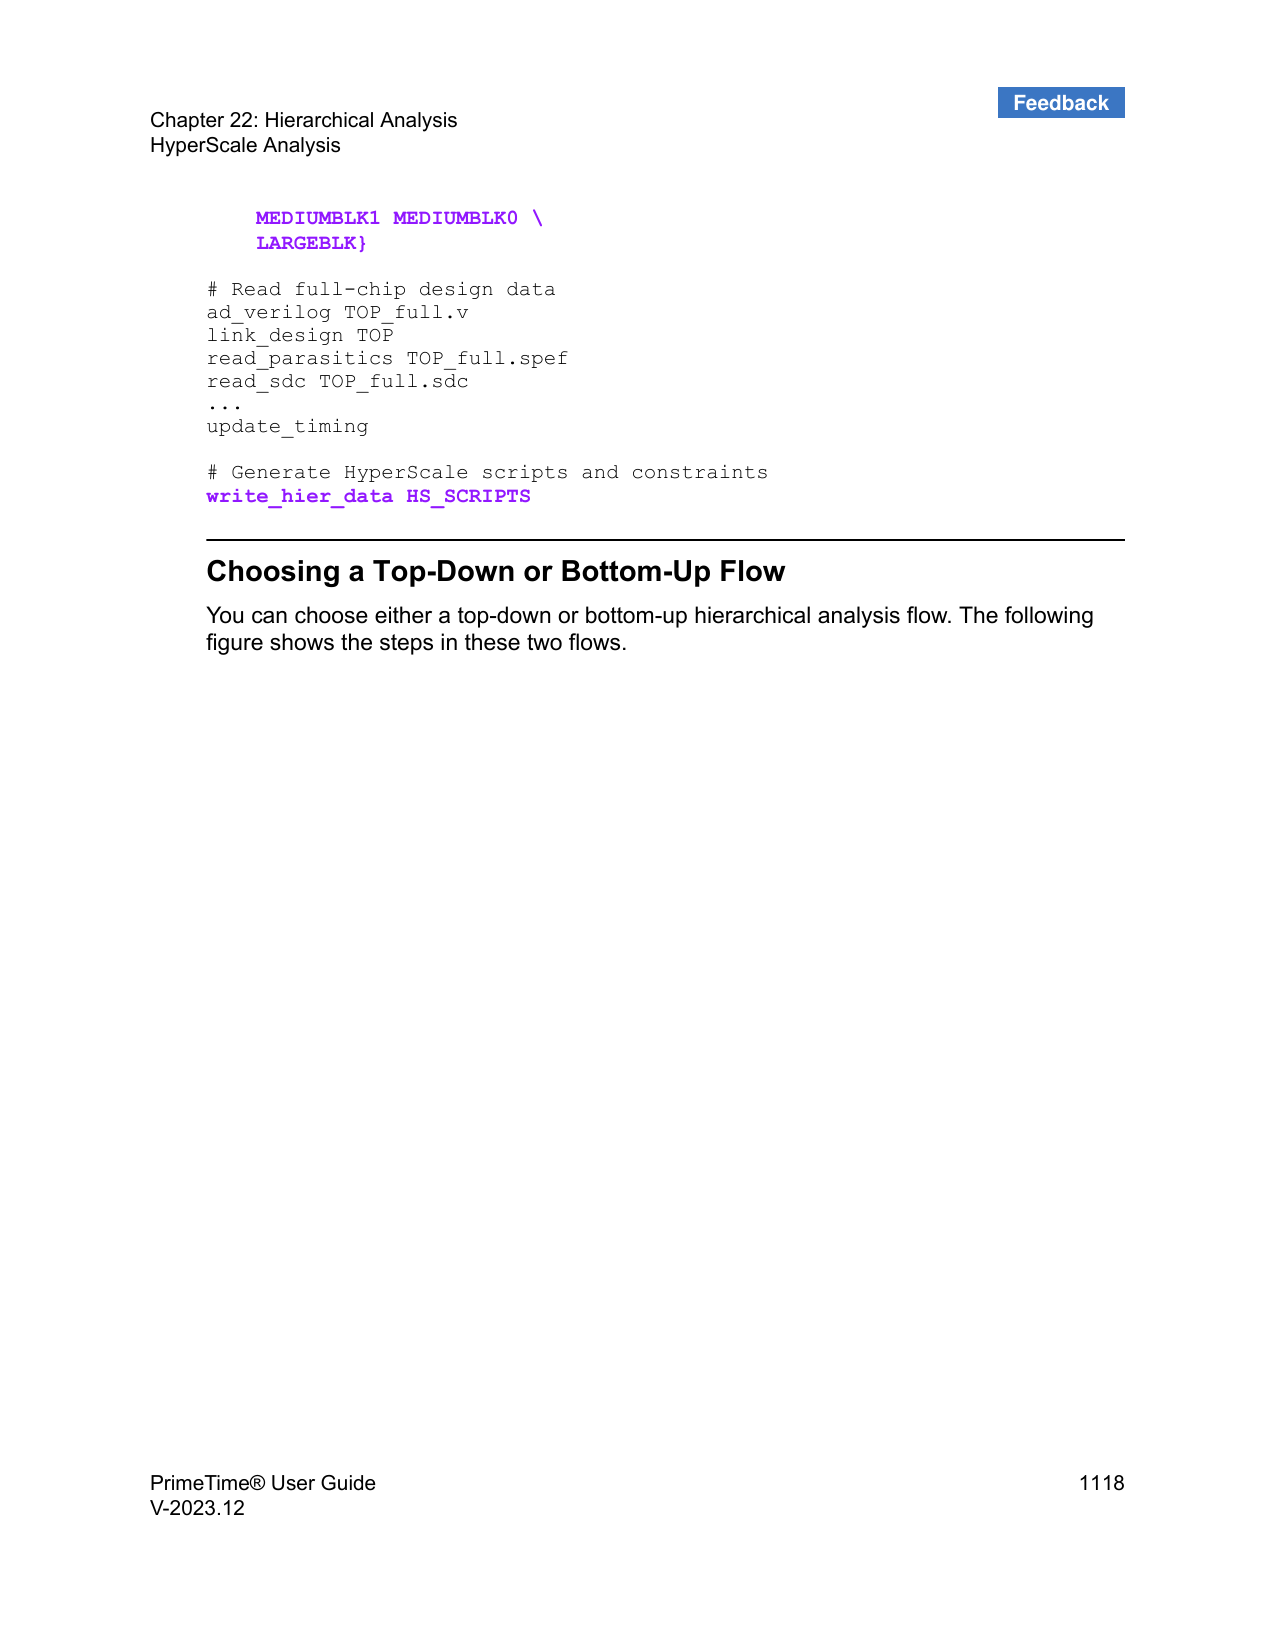 Feedback
Chapter 22: Hierarchical Analysis
HyperScale Analysis
MEDIUMBLK1 MEDIUMBLK0 \
LARGEBLK}
# Read full-chip design data
ad_verilog TOP_full.v
link_design TOP
read_parasitics TOP_full.spef
read_sdc TOP_full.sdc
...
update_timing
# Generate HyperScale scripts and constraints
write_hier_data HS_SCRIPTS
Choosing a Top-Down or Bottom-Up Flow
You can choose either a top-down or bottom-up hierarchical analysis flow. The following
figure shows the steps in these two flows.
PrimeTime® User Guide 1118
V-2023.12